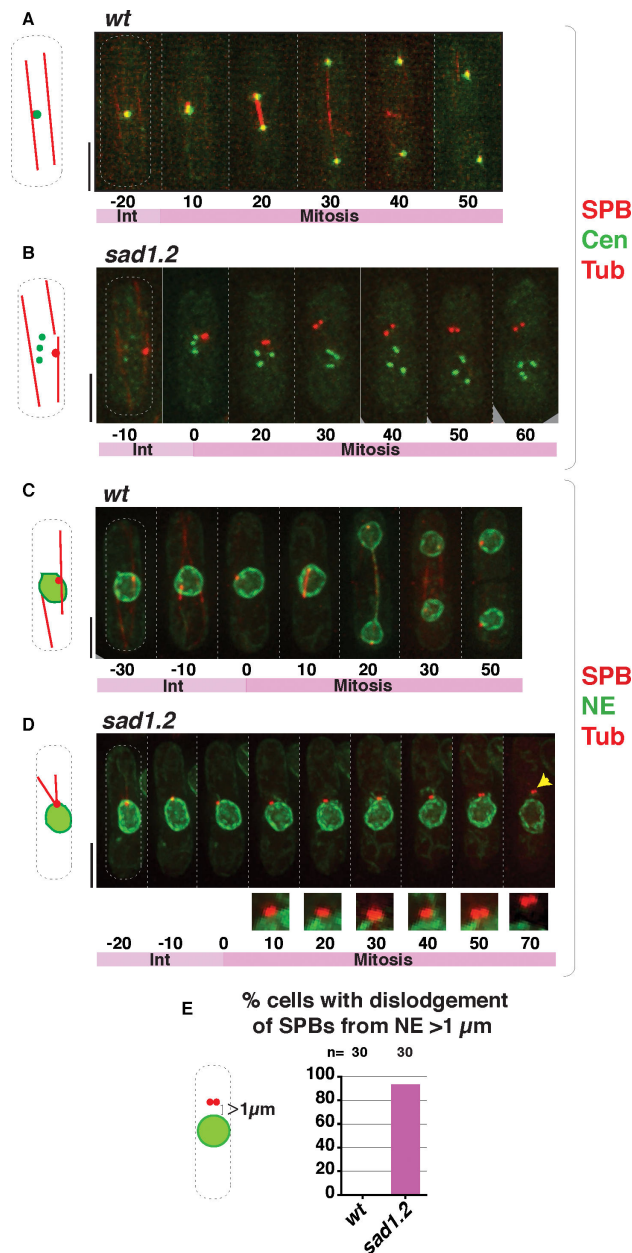 A
wt
-20 10 20 30 40 50
Int Mitosis
B
sad1.2
-10 0 20 30 40 50 60
Int Mitosis
SPB
Cen
Tub
C
wt
-30 -10 0 10 20 30 50
Int Mitosis
D
sad1.2
-20 -10 0 10 20 30 40 50 70
Int Mitosis
SPB
NE
Tub
E
% cells with dislodgement
of SPBs from NE >1 µm
n= 30 30
>1µm
100
80
60
40
20
0
wt
sad1.2